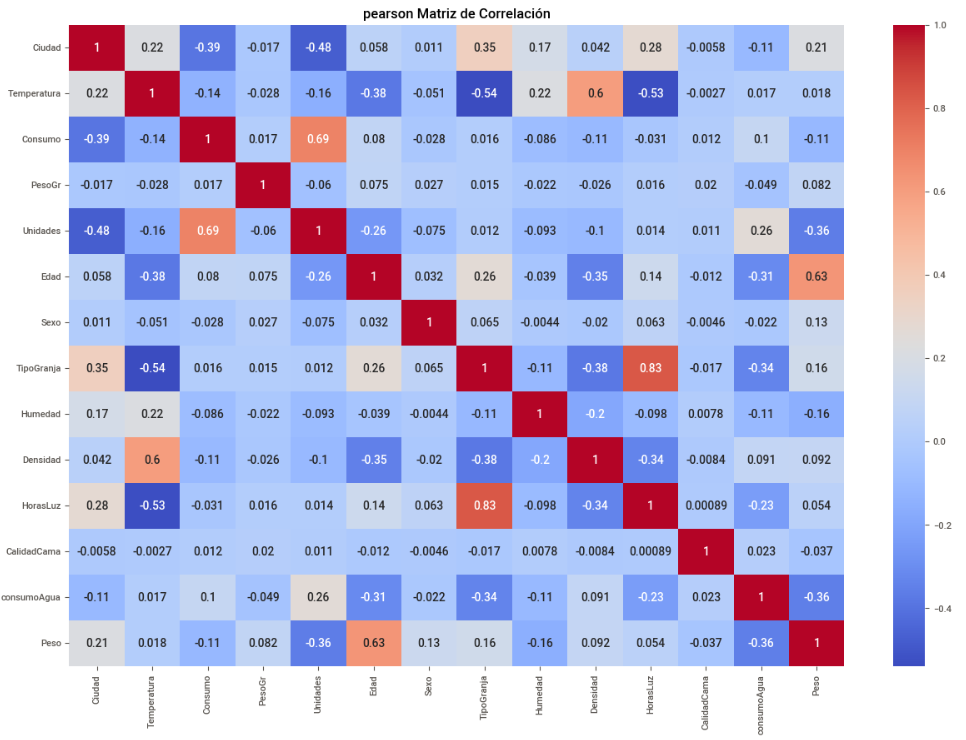 pearson Matriz de Correlación
Ciudad 1 0.22 -0.39 -0.017 -0.48 0.058 0.011 0.35 0.17 0.042 0.28 -0.0058 -0.11 0.21
Temperatura 0.22 1 -0.14 -0.028 -0.16 -0.38 -0.051 -0.54 0.22 0.6 -0.53 -0.0027 0.017 0.018
Consumo -0.39 -0.14 1 0.017 0.69 0.08 -0.028 0.016 -0.086 -0.11 -0.031 0.012 0.1 -0.11
PesoGr -0.017 -0.028 0.017 1 -0.06 0.075 0.027 0.015 -0.022 -0.026 0.016 0.02 -0.049 0.082
Unidades -0.48 -0.16 0.69 -0.06 1 -0.26 -0.075 0.012 -0.093 -0.1 0.014 0.011 0.26 -0.36
Edad 0.058 -0.38 0.08 0.075 -0.26 1 0.032 0.26 -0.039 -0.35 0.14 -0.012 -0.31 0.63
Sexo 0.011 -0.051 -0.028 0.027 -0.075 0.032 1 0.065 -0.0044 -0.02 0.063 -0.0046 -0.022 0.13
TipoGranja 0.35 -0.54 0.016 0.015 0.012 0.26 0.065 1 -0.11 -0.38 0.83 -0.017 -0.34 0.16
Humedad 0.17 0.22 -0.086 -0.022 -0.093 -0.039 -0.0044 -0.11 1 -0.2 -0.098 0.0078 -0.11 -0.16
Densidad 0.042 0.6 -0.11 -0.026 -0.1 -0.35 -0.02 -0.38 -0.2 1 -0.34 -0.0084 0.091 0.092
HorasLuz 0.28 -0.53 -0.031 0.016 0.014 0.14 0.063 0.83 -0.098 -0.34 1 0.00089 -0.23 0.054
CalidadCama -0.0058 -0.0027 0.012 0.02 0.011 -0.012 -0.0046 -0.017 0.0078 -0.0084 0.00089 1 0.023 -0.037
consumoAgua -0.11 0.017 0.1 -0.049 0.26 -0.31 -0.022 -0.34 -0.11 0.091 -0.23 0.023 1 -0.36
Peso 0.21 0.018 -0.11 0.082 -0.36 0.63 0.13 0.16 -0.16 0.092 0.054 -0.037 -0.36 1
Ciudad Temperatura Consumo PesoGr Unidades Edad Sexo TipoGranja Humedad Densidad HorasLuz CalidadCama consumoAgua Peso
1.0
0.8
0.6
0.4
0.2
0.0
-0.2
-0.4